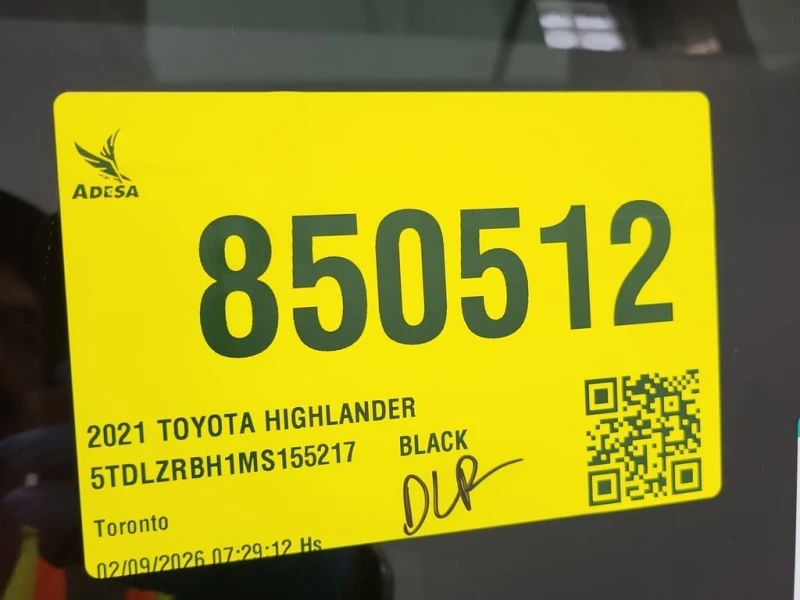 ADESA
850512
2021 TOYOTA HIGHLANDER
5TDLZRBH1MS155217 BLACK
DLR
Toronto
02/09/2026 07:29:12 Hs